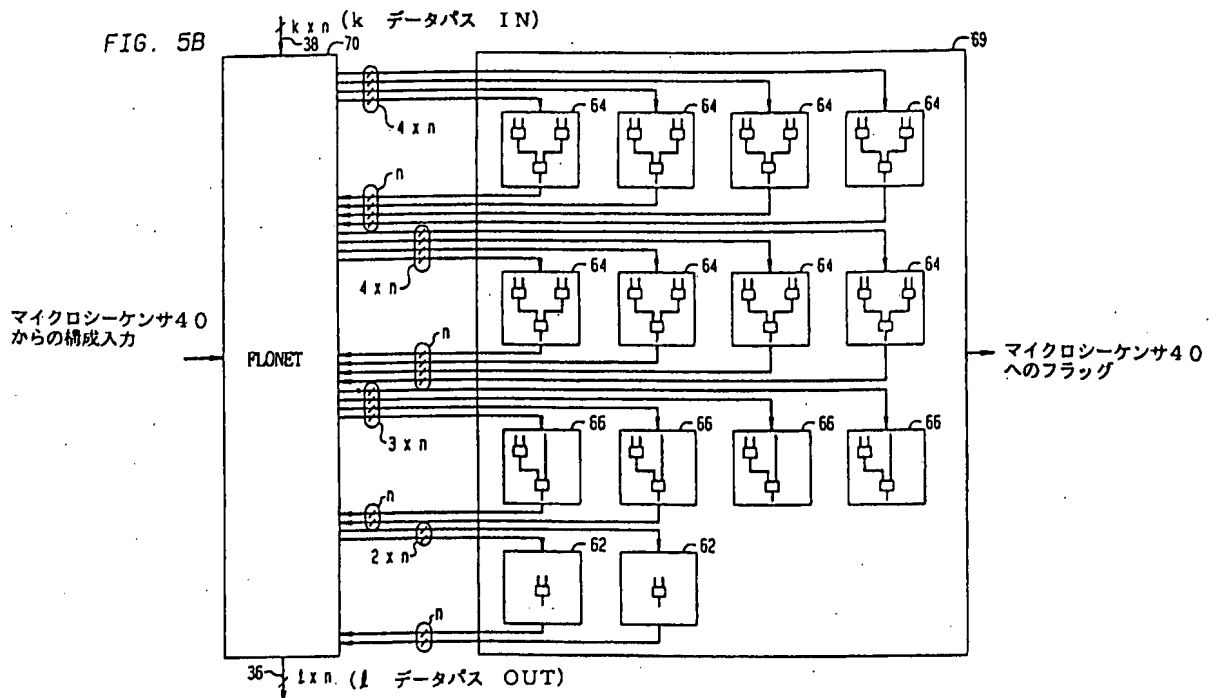 FIG. 5B
k x n (k データパス IN)
38
70
69
64
64
64
64
4 x n
n
4 x n
64
64
64
64
マイクロシーケンサ40
からの構成入力
FLONET
n
マイクロシーケンサ40
へのフラッグ
3 x n
66
66
66
66
n
2 x n
62
62
n
36
l x n (l データパス OUT)